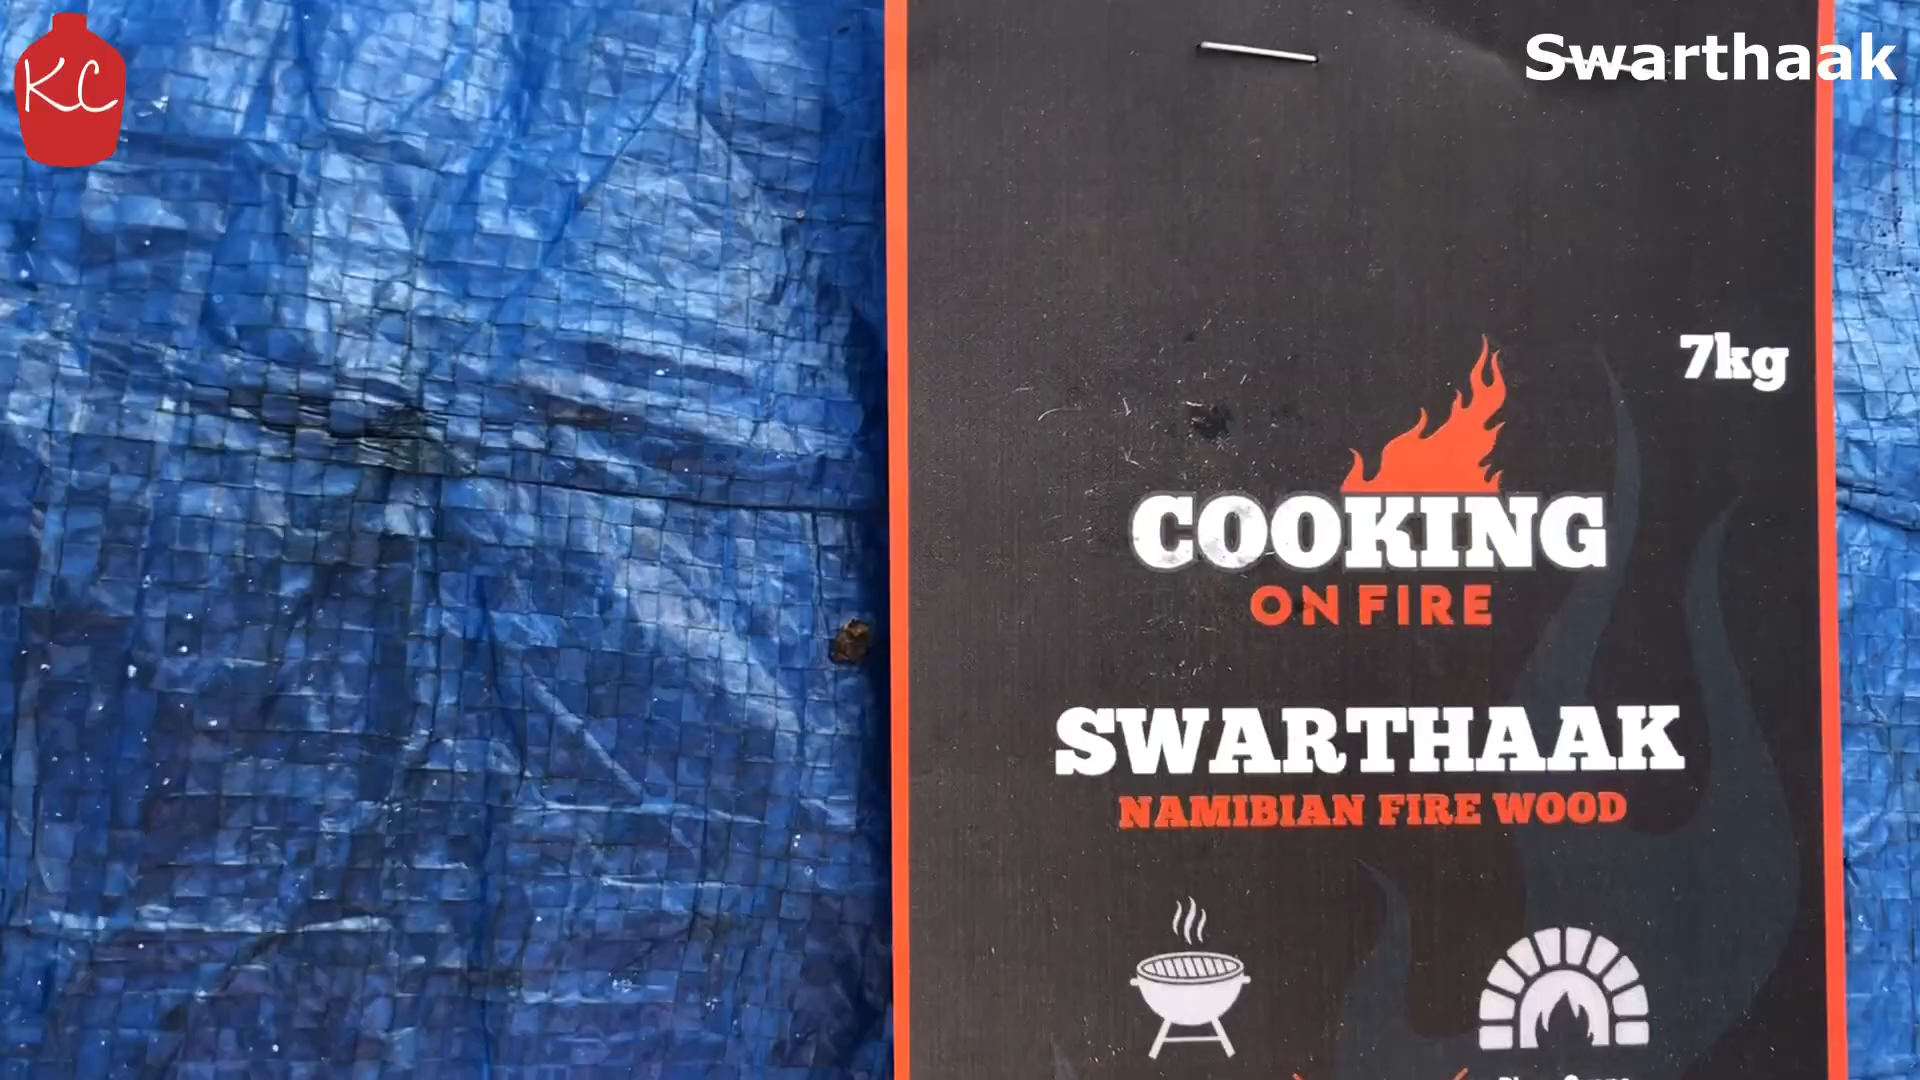 KC
Swarthaak
7kg
COOKING
ON FIRE
SWARTHAAK
NAMIBIAN FIRE WOOD